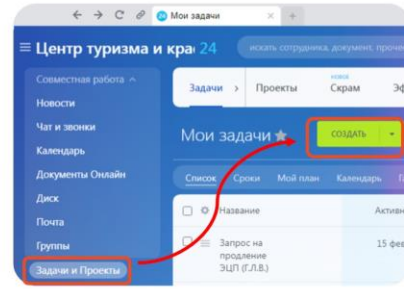 Мои задачи
Центр туризма и кра 24
искать сотрудника, документ, прочее
Совместная работа
Новости
Чат и звонки
Календарь
Документы Онлайн
Диск
Почта
Группы
Задачи и Проекты
Задачи
Проекты
новое
Скрам
Эф
Мои задачи
СОЗДАТЬ
Список Сроки Мой план Календарь
Название
Активн
Запрос на
продление
ЭЦП (Г.Л.В.)
15 фев